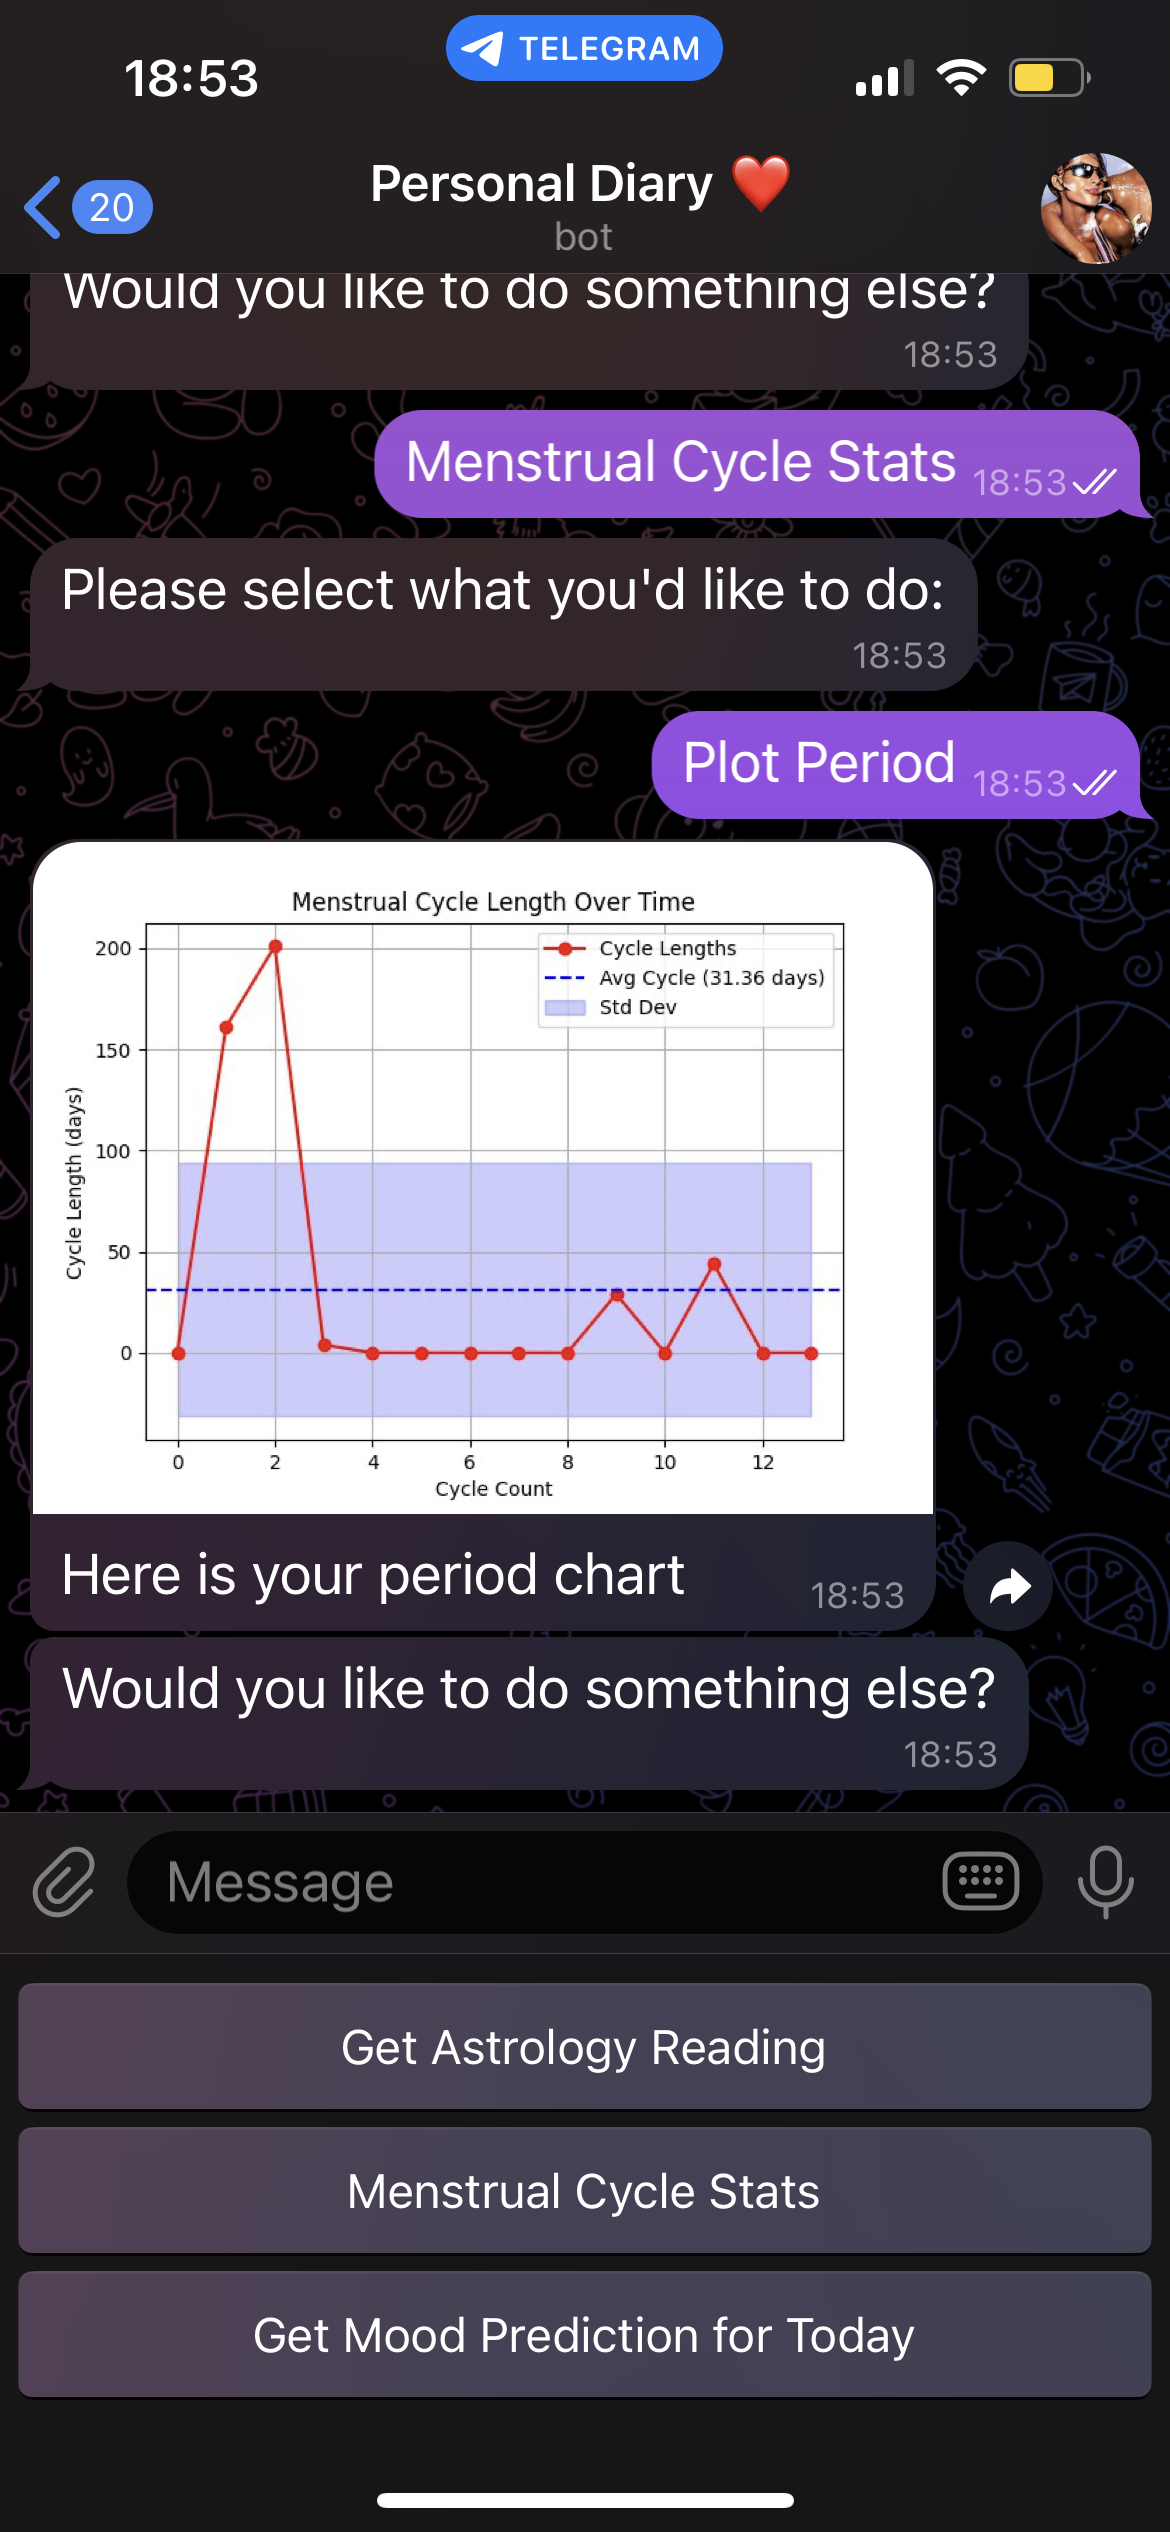 TELEGRAM
18:53
20
Personal Diary ❤️
bot
Would you like to do something else?
18:53
Menstrual Cycle Stats 18:53
Please select what you'd like to do:
18:53
Plot Period 18:53
Menstrual Cycle Length Over Time
Cycle Lengths
Avg Cycle (31.36 days)
Std Dev
Cycle Length (days)
200
150
100
50
0
0 2 4 6 8 10 12
Cycle Count
Here is your period chart 18:53
Would you like to do something else?
18:53
Message
Get Astrology Reading
Menstrual Cycle Stats
Get Mood Prediction for Today